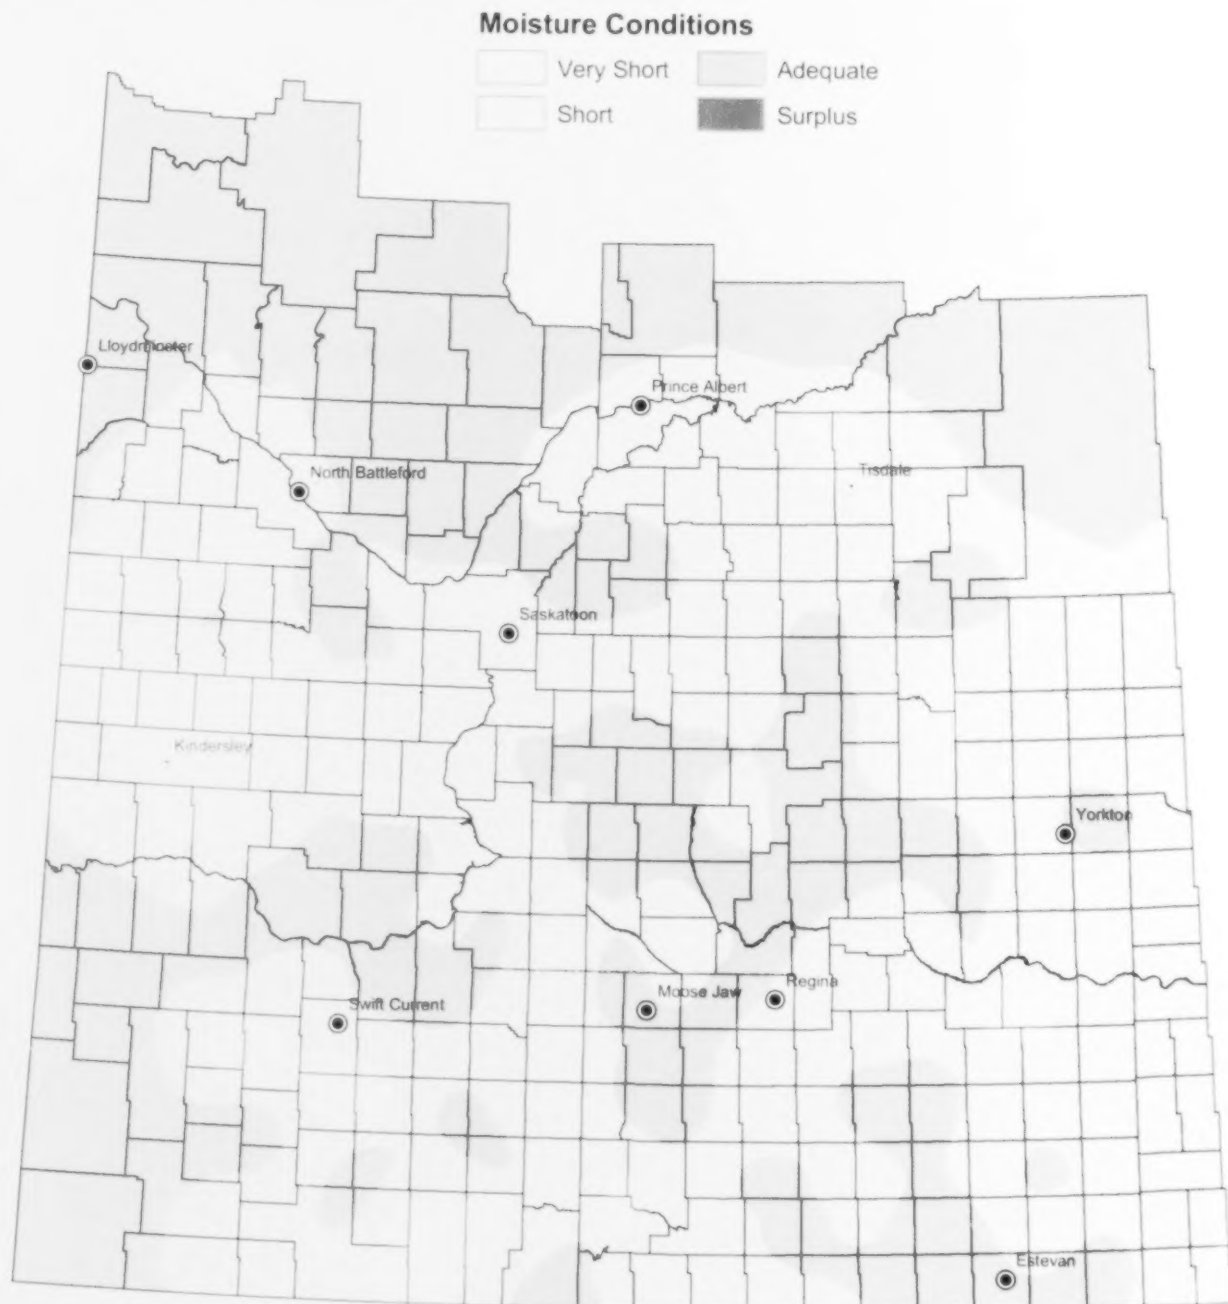 Moisture Conditions
Very Short
Adequate
Short
Surplus
Lloydminster
Prince Albert
North Battleford
Tisdale
Saskatoon
Kindersley
Yorkton
Regina
Moose Jaw
Swift Current
Estevan